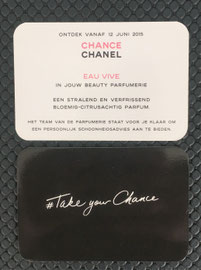 ONTDEK VANAF 12 JUNI 2015
CHANCE
CHANEL
EAU VIVE
IN JOUW BEAUTY PARFUMERIE
EEN STRALEND EN VERFRISSEND
BLOEMIG-CITRUSACHTIG PARFUM
HET TEAM VAN DE PARFUMERIE STAAT VOOR JE KLAAR OM
EEN PERSOONLIJK SCHOONHEIDSADVIES AAN TE BIEDEN.
#Take your Chance